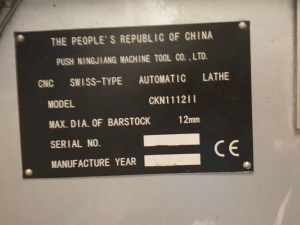 THE PEOPLE'S REPUBLIC OF CHINA
PUSH NINGJIANG MACHINE TOOL CO.,LTD.
CNC SWISS-TYPE AUTOMATIC LATHE
MODEL CKN1112II
MAX.DIA.OF BARSTOCK 12mm
SERIAL NO.
MANUFACTURE YEAR
CE